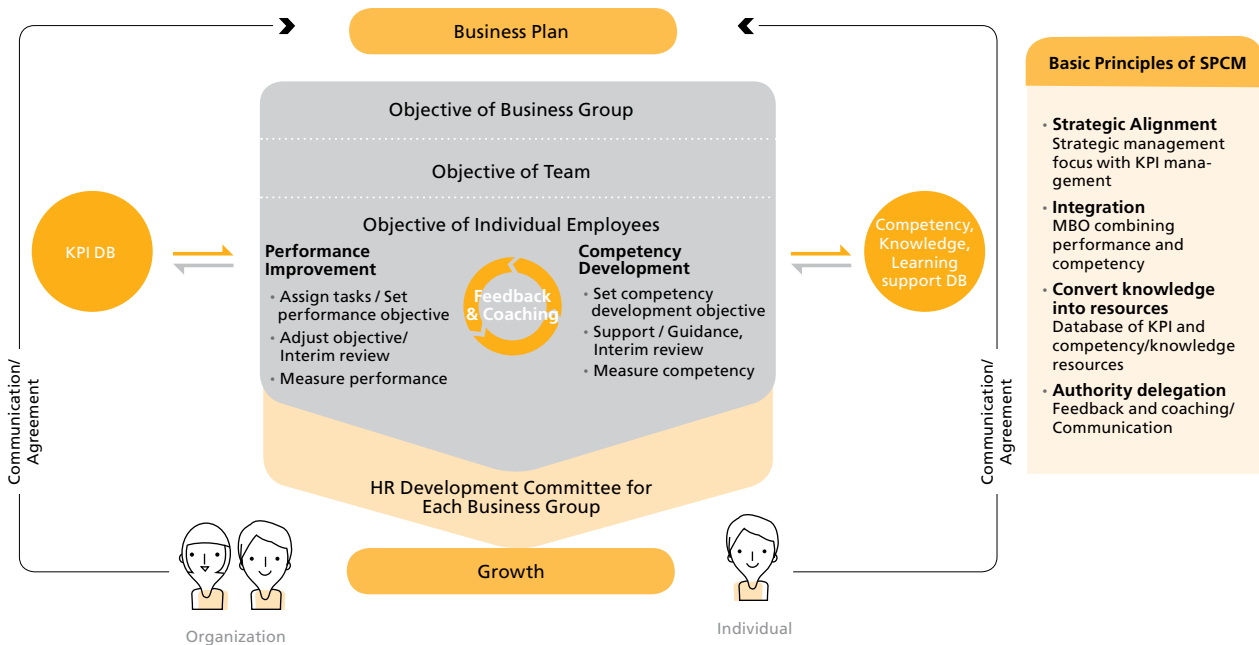 Business Plan
Objective of Business Group
Objective of Team
Objective of Individual Employees
Performance
Improvement
• Assign tasks / Set
performance objective
• Adjust objective/
Interim review
• Measure performance
Feedback
& Coaching
Competency
Development
• Set competency
development objective
• Support / Guidance,
Interim review
• Measure competency
KPI DB
Competency,
Knowledge,
Learning
support DB
Communication/
Agreement
Communication/
Agreement
HR Development Committee for
Each Business Group
Growth
Organization
Individual
Basic Principles of SPCM
• Strategic Alignment
Strategic management
focus with KPI mana-
gement
• Integration
MBO combining
performance and
competency
• Convert knowledge
into resources
Database of KPI and
competency/knowledge
resources
• Authority delegation
Feedback and coaching/
Communication